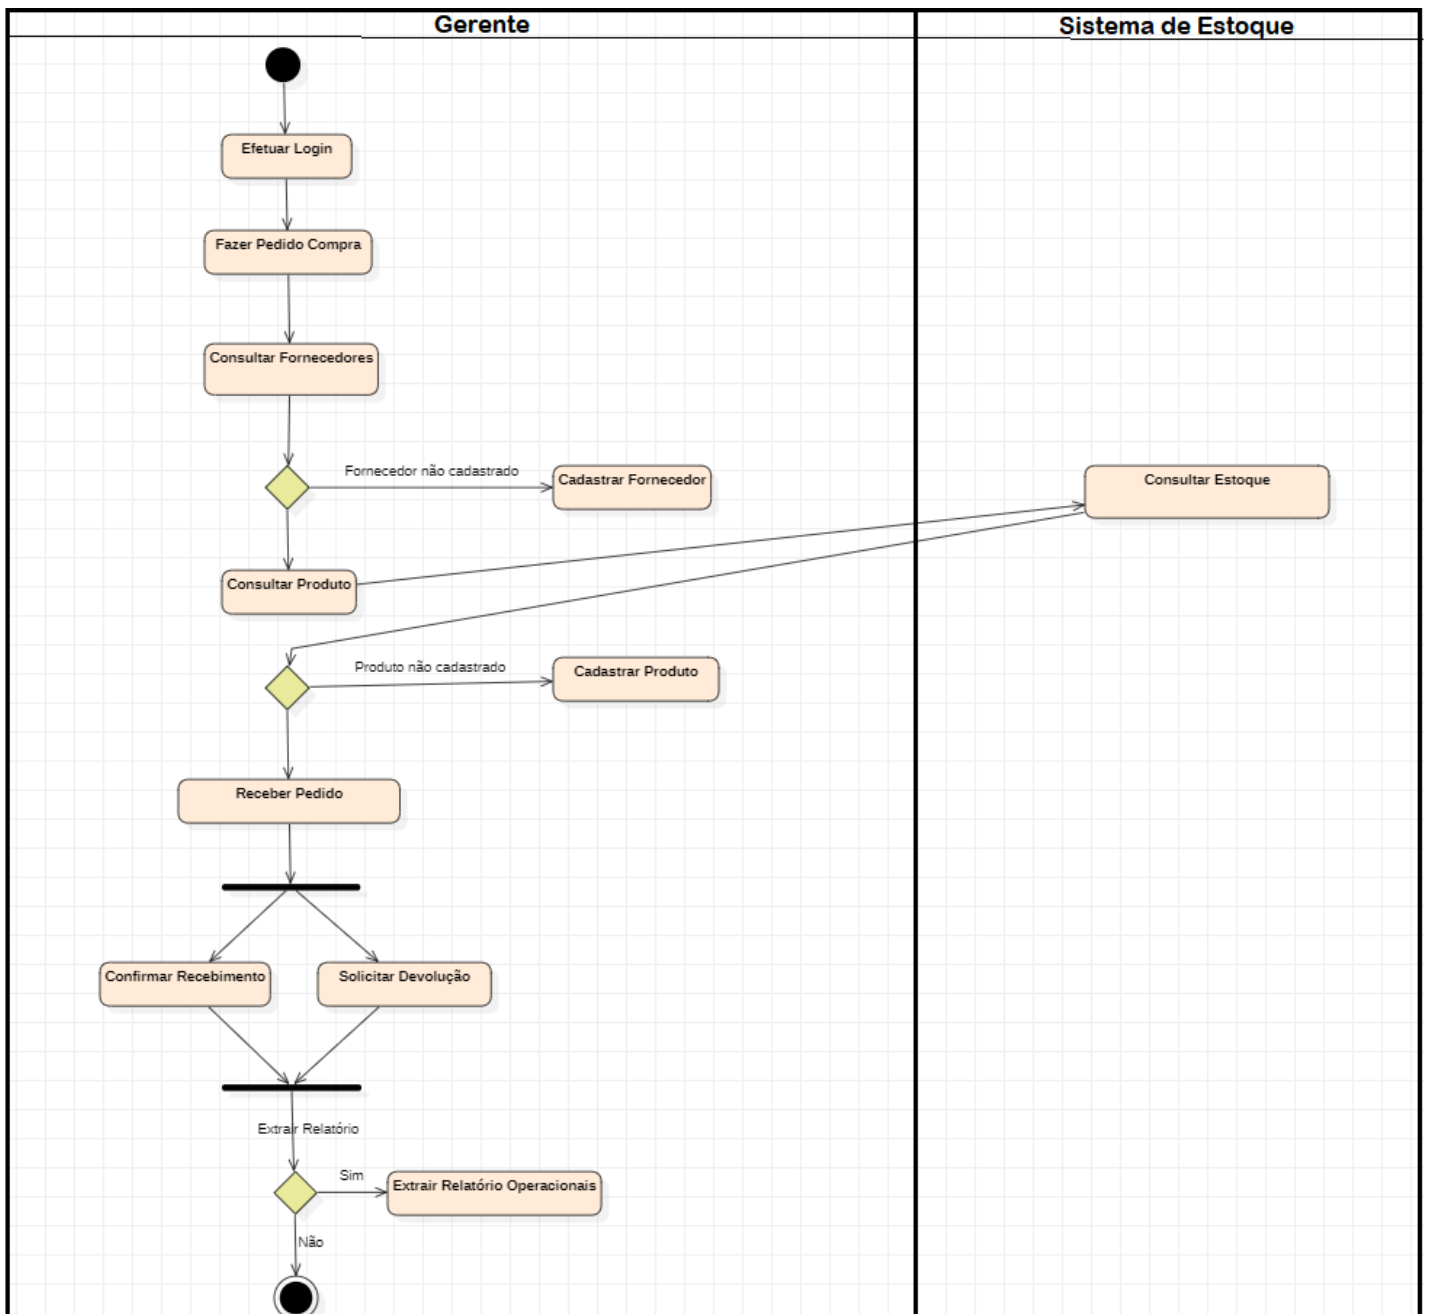 Gerente
Sistema de Estoque
Efetuar Login
Fazer Pedido Compra
Consultar Fornecedores
Fornecedor não cadastrado
Cadastrar Fornecedor
Consultar Estoque
Consultar Produto
Produto não cadastrado
Cadastrar Produto
Receber Pedido
Confirmar Recebimento
Solicitar Devolução
Extrair Relatório
Sim
Extrair Relatório Operacionais
Não